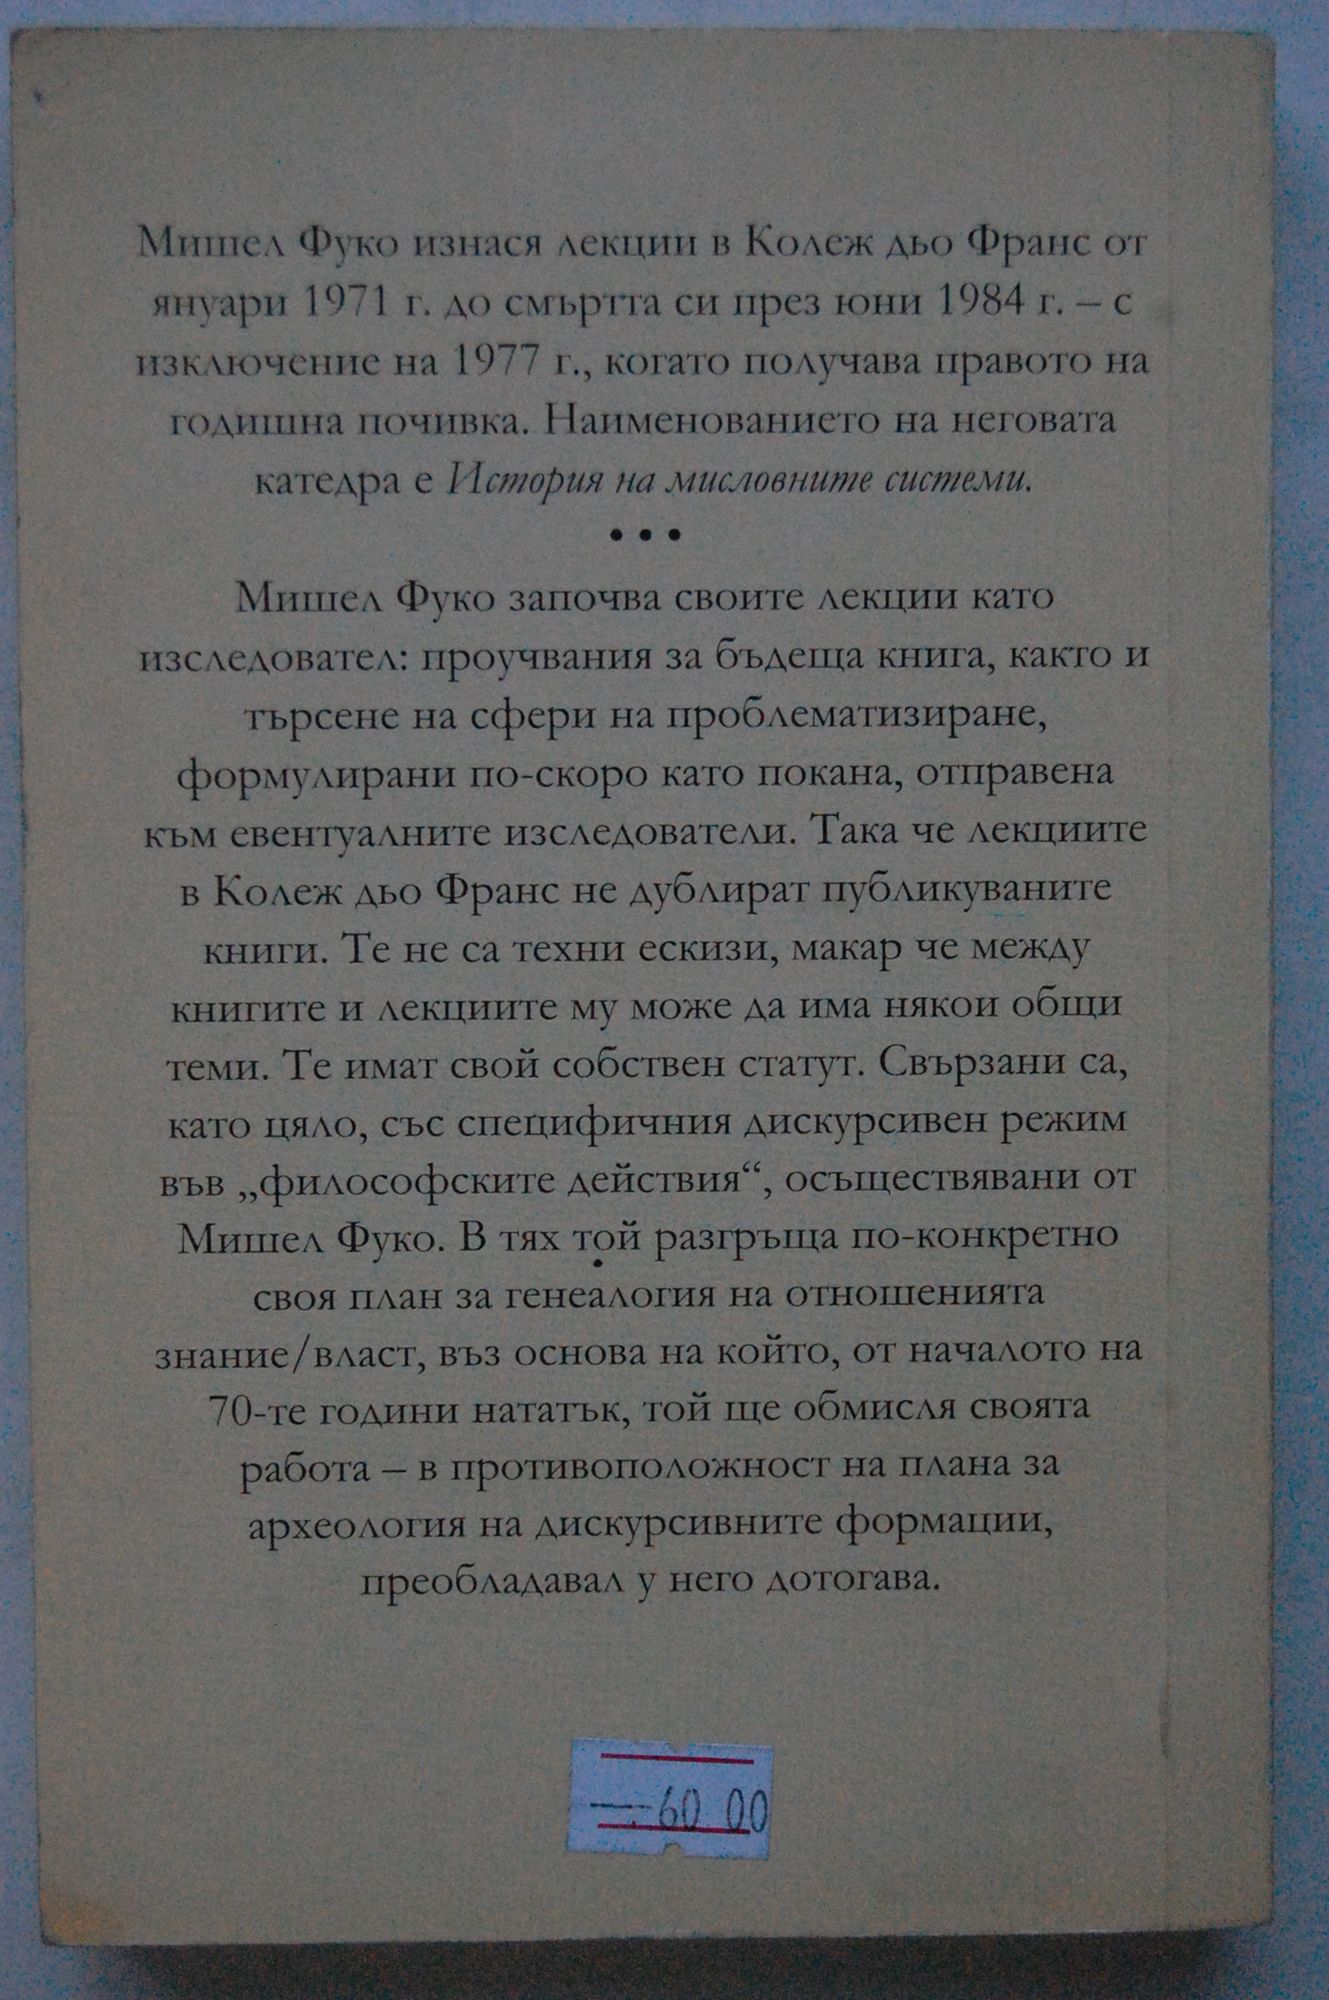 Мишел Фуко изнася лекции в Колеж дьо Франс от
януари 1971 г. до смъртта си през юни 1984 г. – с
изключение на 1977 г., когато получава правото на
годишна почивка. Наименованието на неговата
катедра е История на мисловните системи.
• • •
Мишел Фуко започва своите лекции като
изследовател: проучвания за бъдеща книга, както и
търсене на сфери на проблематизиране,
формулирани по-скоро като покана, отправена
към евентуалните изследователи. Така че лекциите
в Колеж дьо Франс не дублират публикуваните
книги. Те не са техни ескизи, макар че между
книгите и лекциите му може да има някои общи
теми. Те имат свой собствен статут. Свързани са,
като цяло, със специфичния дискурсивен режим
във „философските действия“, осъществявани от
Мишел Фуко. В тях той разгръща по-конкретно
своя план за генеалогия на отношенията
знание/власт, въз основа на който, от началото на
70-те години нататък, той ще обмисля своята
работа – в противоположност на плана за
археология на дискурсивните формации,
преобладавал у него дотогава.
60 00